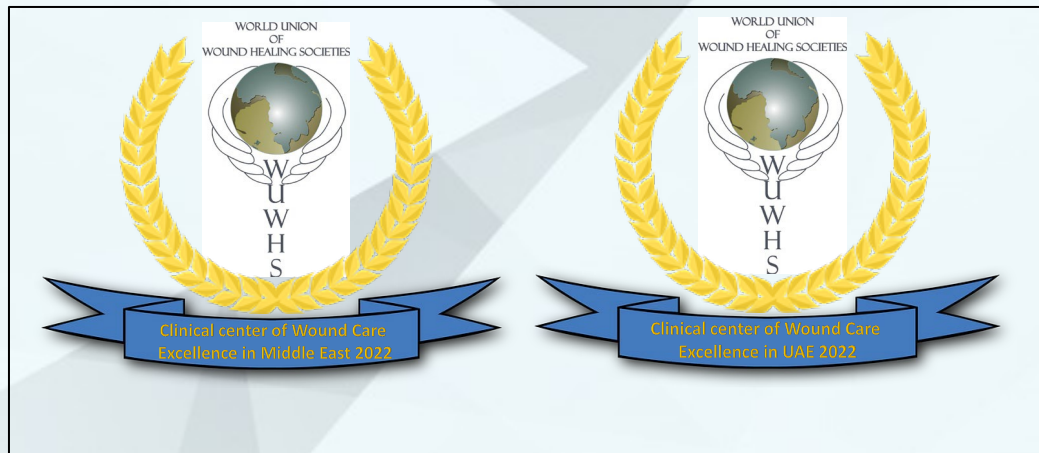 WORLD UNION
OF
WOUND HEALING SOCIETIES
W
U
W
H
S
Clinical center of Wound Care
Excellence in Middle East 2022
WORLD UNION
OF
WOUND HEALING SOCIETIES
W
U
W
H
S
Clinical center of Wound Care
Excellence in UAE 2022